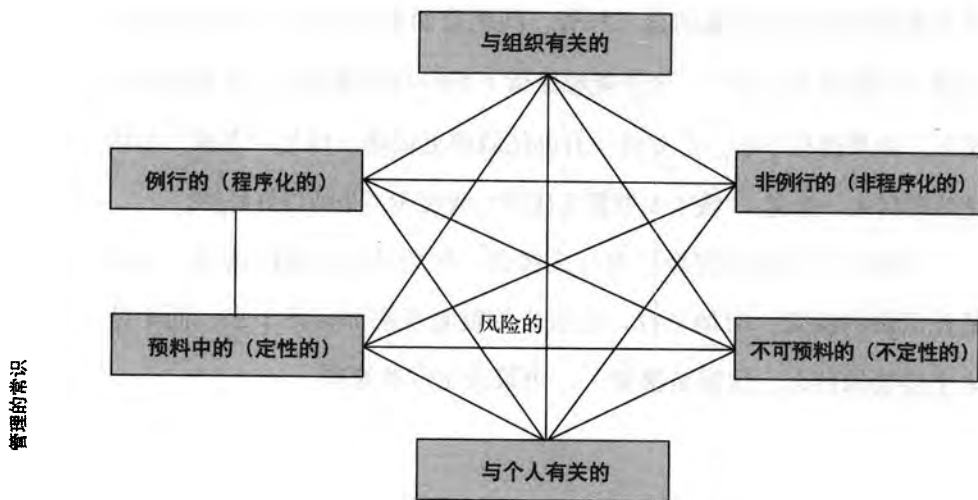 与组织有关的
例行的（程序化的）
非例行的（非程序化的）
风险的
预料中的（定性的）
不可预料的（不定性的）
与个人有关的
管理的常识